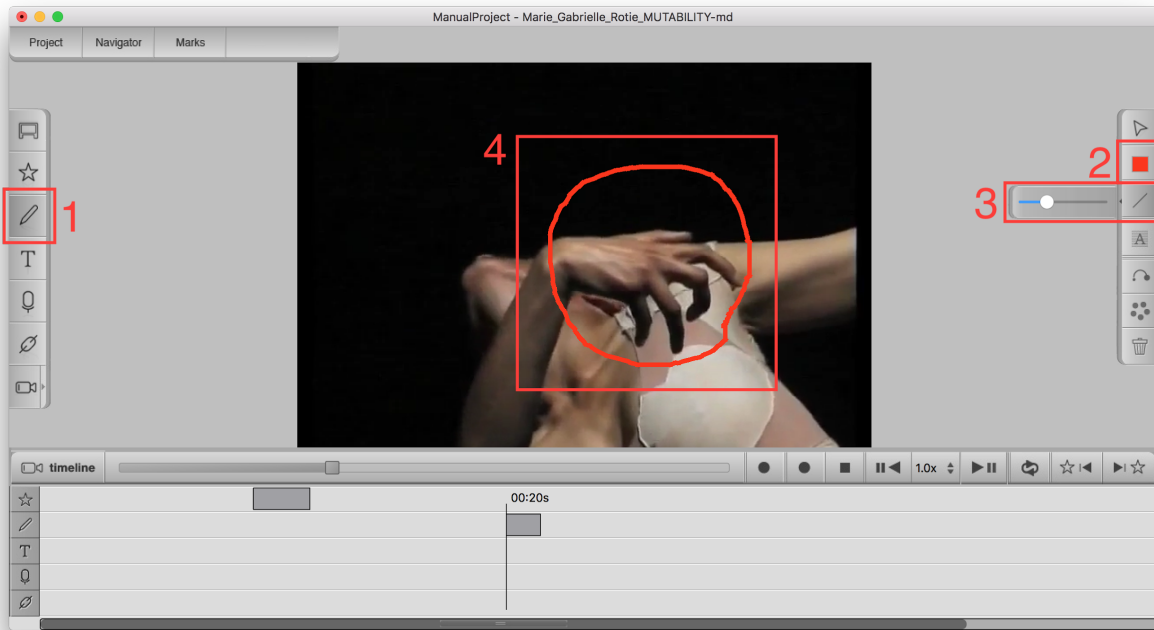 ManualProject - Marie_Gabrielle_Rotie_MUTABILITY-md
Project Navigator Marks
4
2
1
3
T
A
timeline
1.0x
00:20s
T